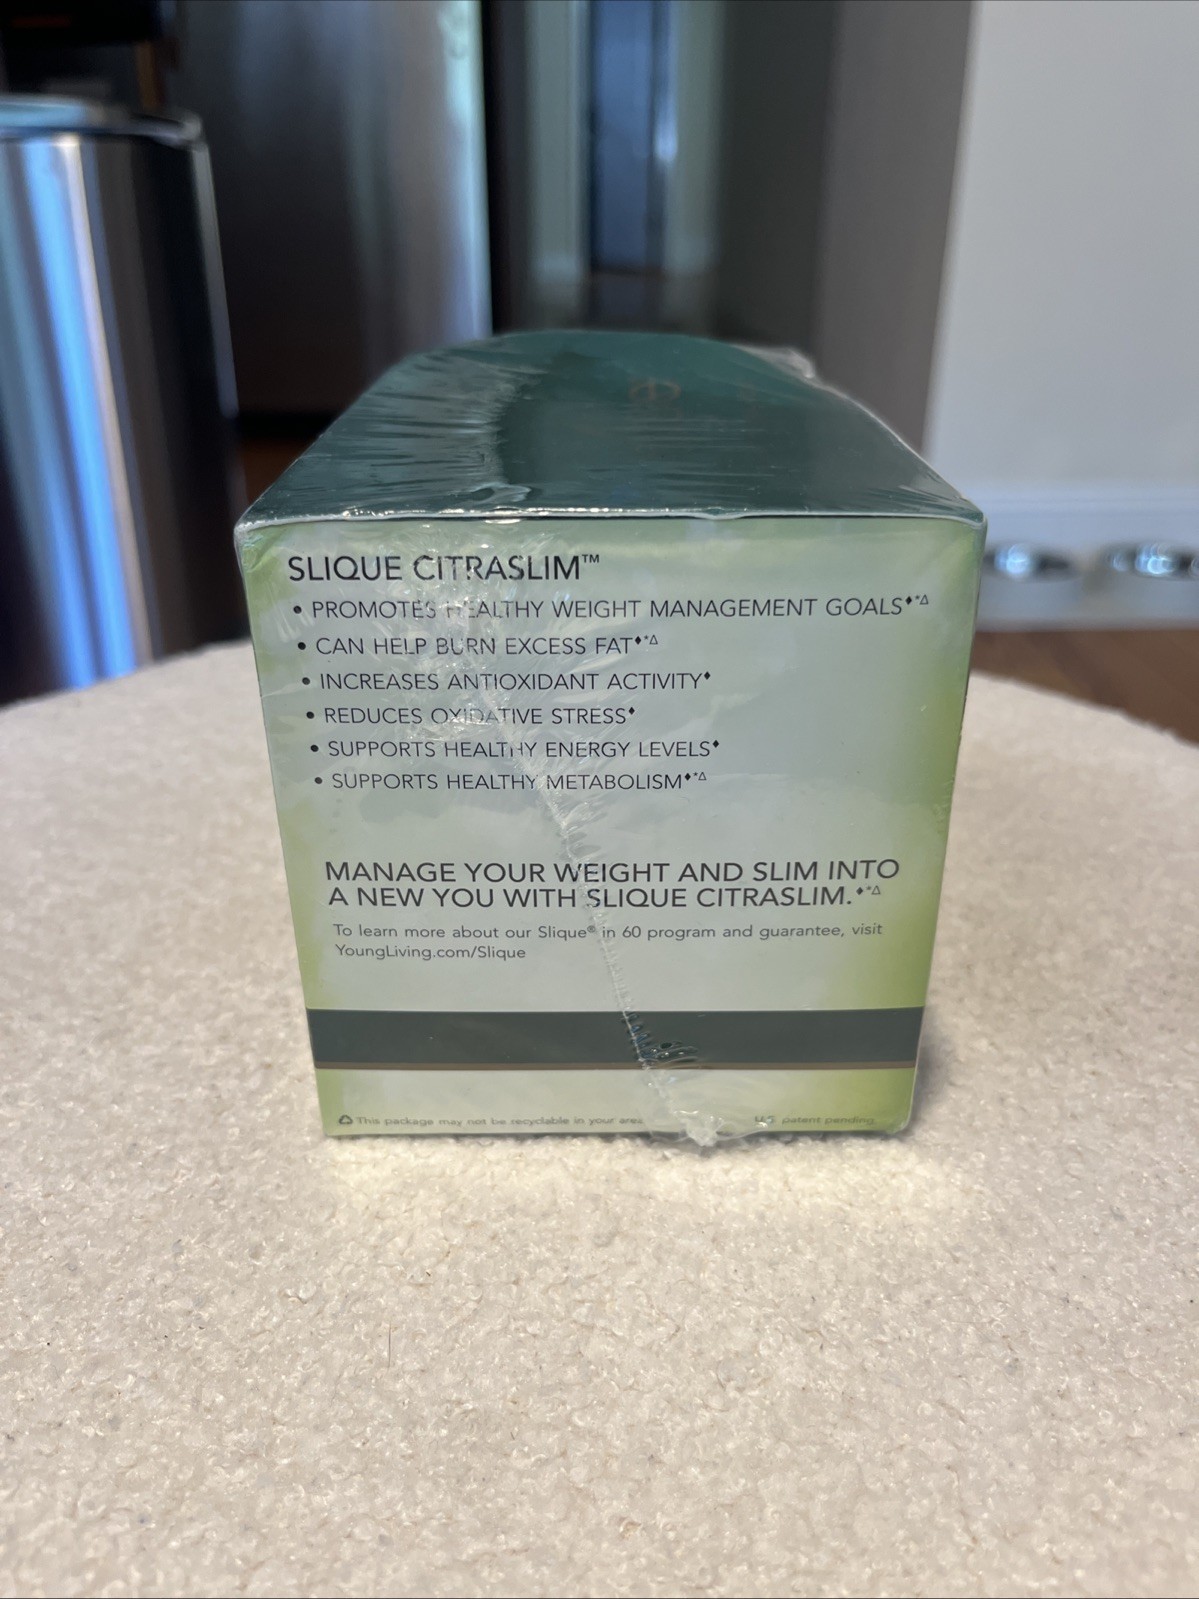 SLIQUE CITRASLIM™
• PROMOTES HEALTHY WEIGHT MANAGEMENT GOALS♦*Δ
• CAN HELP BURN EXCESS FAT♦*Δ
• INCREASES ANTIOXIDANT ACTIVITY♦
• REDUCES OXIDATIVE STRESS♦
• SUPPORTS HEALTHY ENERGY LEVELS♦
• SUPPORTS HEALTHY METABOLISM♦*Δ
MANAGE YOUR WEIGHT AND SLIM INTO
A NEW YOU WITH SLIQUE CITRASLIM.♦*Δ
To learn more about our Slique® in 60 program and guarantee, visit
YoungLiving.com/Slique
This package may not be recyclable in your area
U.S. patent pending.